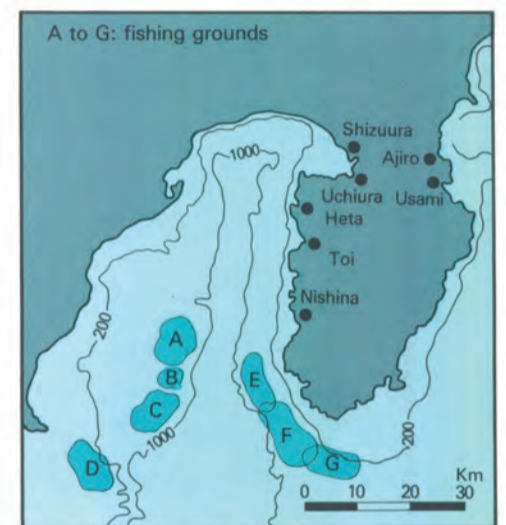 A to G: fishing grounds
Shizuura
1000
Ajiro
Uchiura
Usami
Heta
Toi
Nishina
200
A
B
E
C
1000
F
200
D
G
Km
0 10 20 30